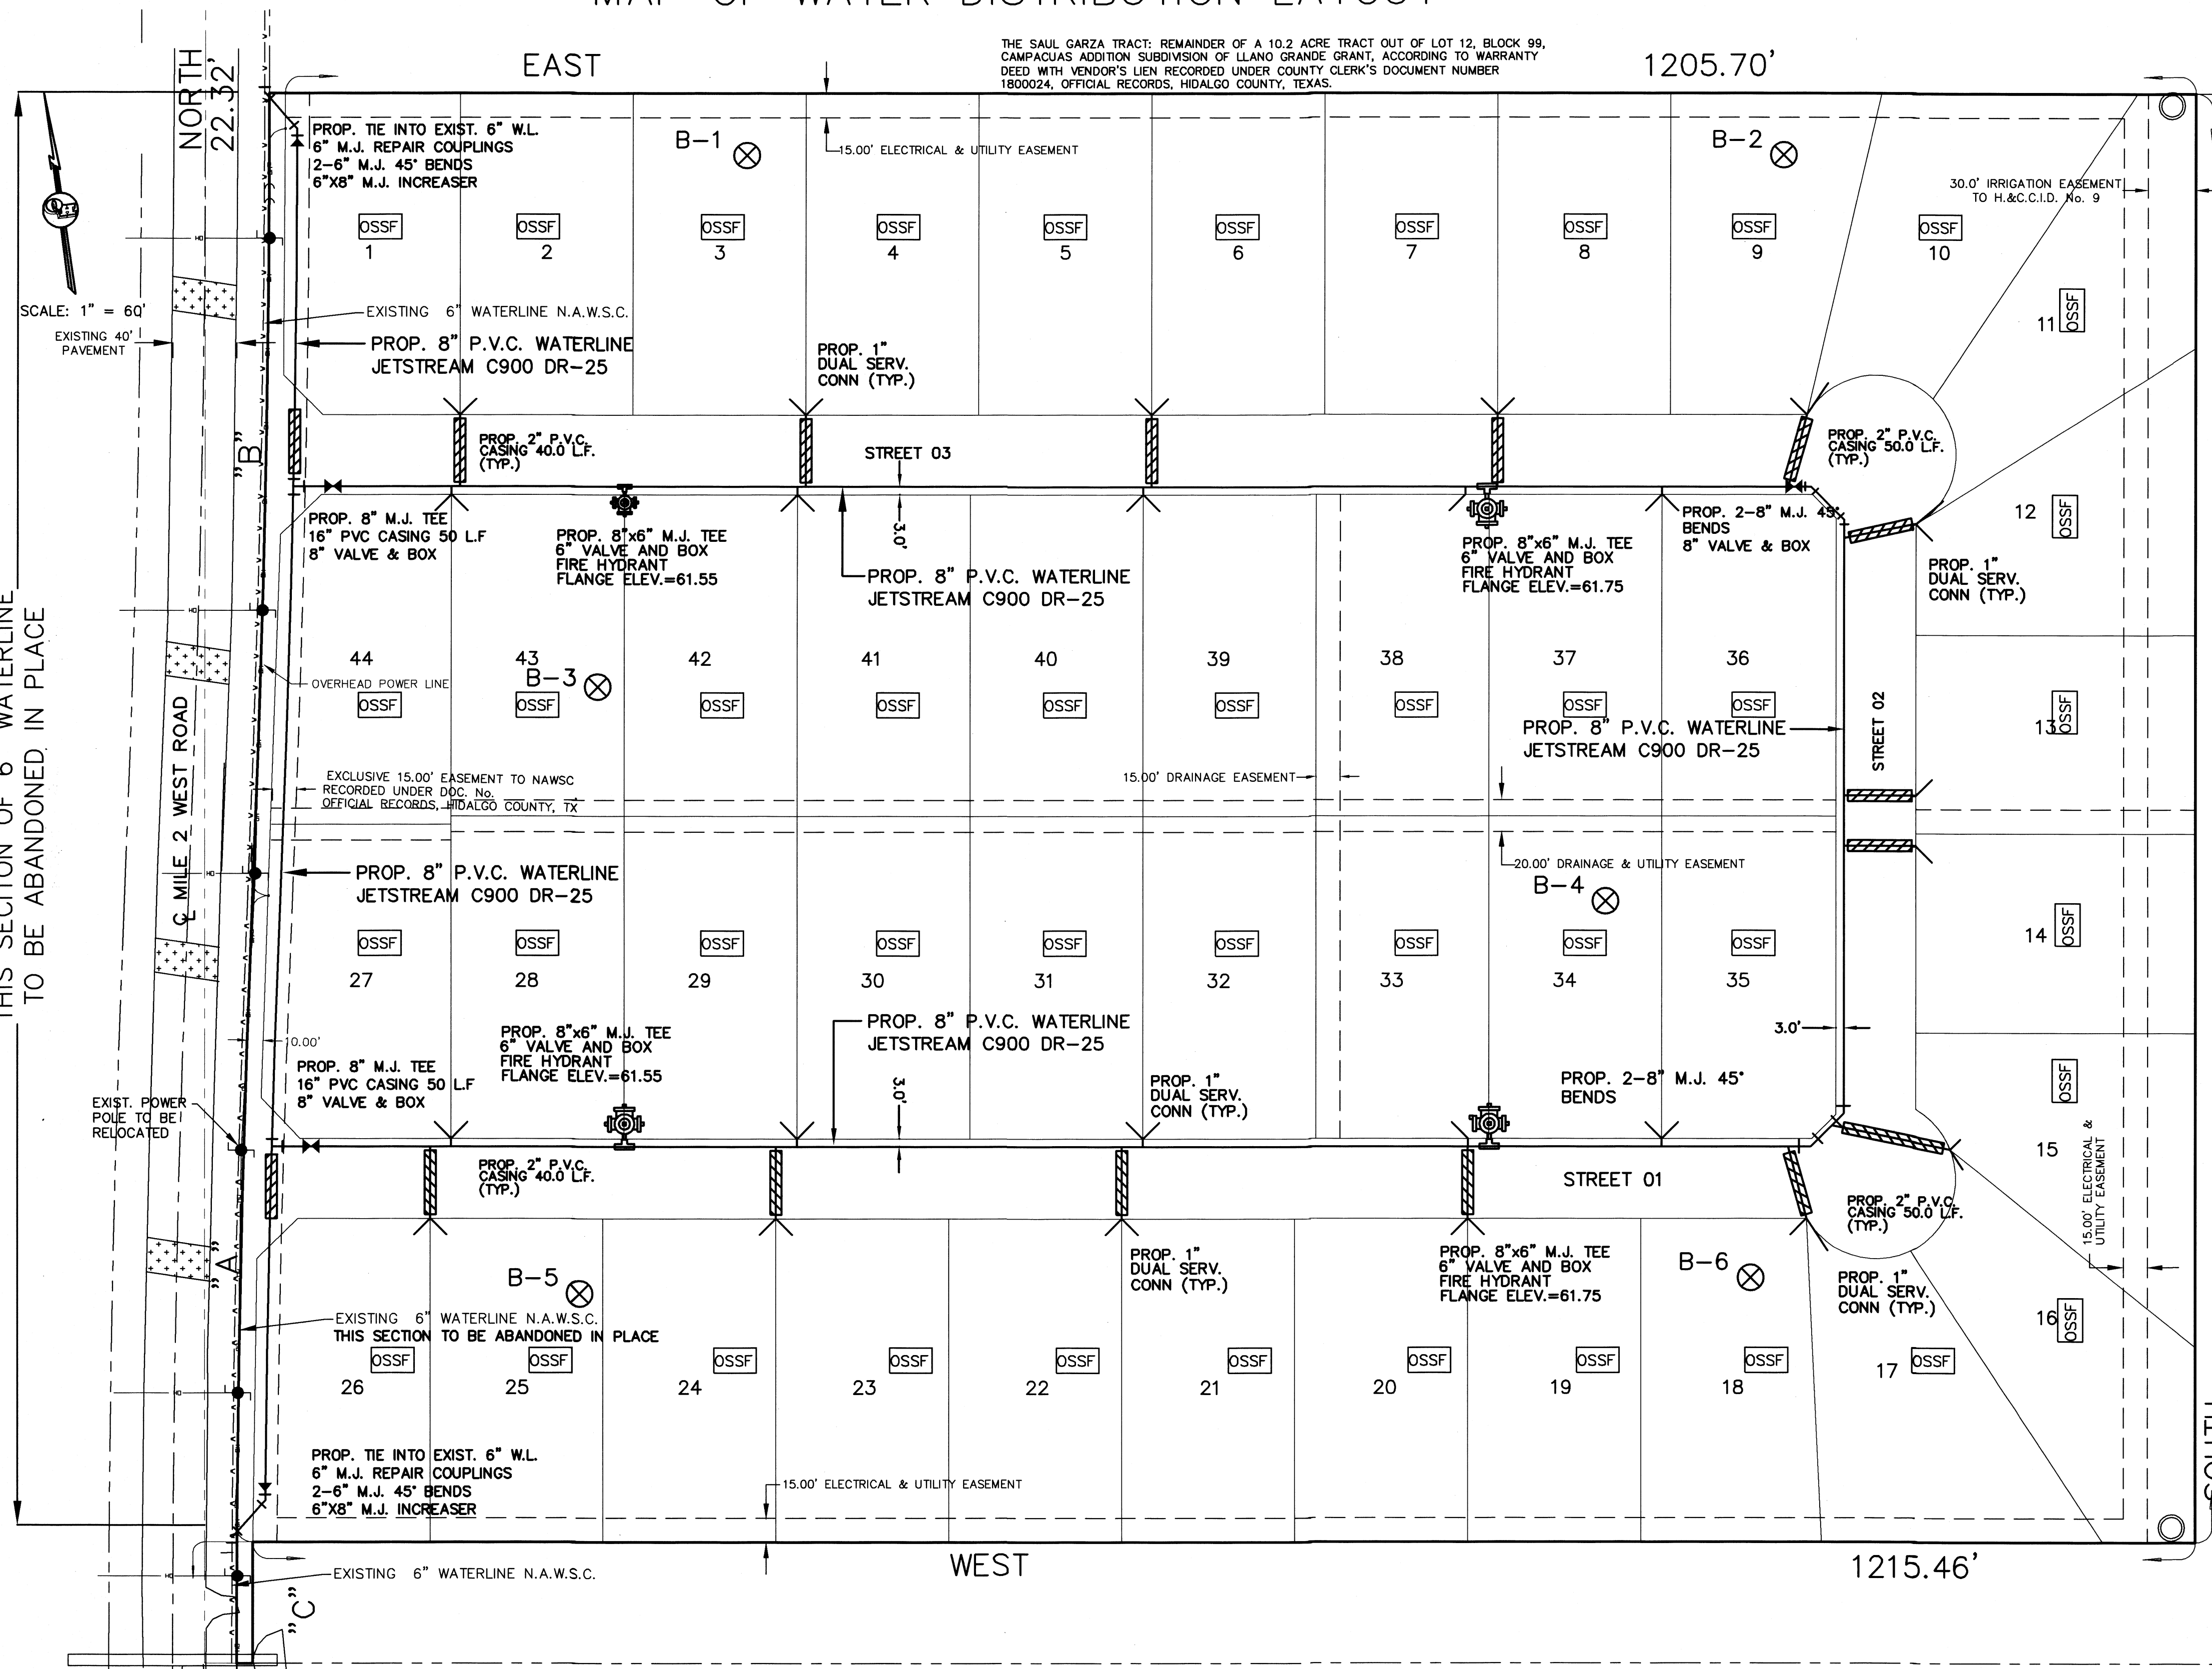 MAP OF WATER DISTRIBUTION LAYOUT
NORTH
22.32'
EAST
THE SAUL GARZA TRACT: REMAINDER OF A 10.2 ACRE TRACT OUT OF LOT 12, BLOCK 99,
CAMPACUAS ADDITION SUBDIVISION OF LLANO GRANDE GRANT, ACCORDING TO WARRANTY
DEED WITH VENDOR'S LIEN RECORDED UNDER COUNTY CLERK'S DOCUMENT NUMBER
1800024, OFFICIAL RECORDS, HIDALGO COUNTY, TEXAS.
1205.70'
PROP. TIE INTO EXIST. 6" W.L.
6" M.J. REPAIR COUPLINGS
2-6" M.J. 45° BENDS
6"X8" M.J. INCREASER
B-1
15.00' ELECTRICAL & UTILITY EASEMENT
B-2
30.0' IRRIGATION EASEMENT
TO H.&C.C.I.D. No. 9
OSSF
1
OSSF
2
OSSF
3
OSSF
4
OSSF
5
OSSF
6
OSSF
7
OSSF
8
OSSF
9
OSSF
10
11
OSSF
SCALE: 1" = 60'
EXISTING 40'
PAVEMENT
EXISTING 6" WATERLINE N.A.W.S.C.
PROP. 8" P.V.C. WATERLINE
JETSTREAM C900 DR-25
PROP. 1"
DUAL SERV.
CONN (TYP.)
"B"
PROP. 2" P.V.C.
CASING 40.0 L.F.
(TYP.)
STREET 03
PROP. 2" P.V.C.
CASING 50.0 L.F.
(TYP.)
PROP. 8" M.J. TEE
16" PVC CASING 50 L.F
8" VALVE & BOX
PROP. 8"x6" M.J. TEE
6" VALVE AND BOX
FIRE HYDRANT
FLANGE ELEV.=61.55
3.0'
PROP. 8" P.V.C. WATERLINE
JETSTREAM C900 DR-25
PROP. 8"x6" M.J. TEE
6" VALVE AND BOX
FIRE HYDRANT
FLANGE ELEV.=61.75
PROP. 2-8" M.J. 45°
BENDS
8" VALVE & BOX
12
OSSF
PROP. 1"
DUAL SERV.
CONN (TYP.)
THIS SECITON OF 6" WATERLINE
TO BE ABANDONED IN PLACE
44
OSSF
43
OSSF
B-3
42
OSSF
41
OSSF
40
OSSF
39
OSSF
38
OSSF
37
OSSF
36
OSSF
OVERHEAD POWER LINE
℄ MILE 2 WEST ROAD
PROP. 8" P.V.C. WATERLINE
JETSTREAM C900 DR-25
STREET 02
13
OSSF
EXCLUSIVE 15.00' EASEMENT TO NAWSC
RECORDED UNDER DOC. No.
OFFICIAL RECORDS, HIDALGO COUNTY, TX
15.00' DRAINAGE EASEMENT
PROP. 8" P.V.C. WATERLINE
JETSTREAM C900 DR-25
20.00' DRAINAGE & UTILITY EASEMENT
B-4
OSSF
27
OSSF
28
OSSF
29
OSSF
30
OSSF
31
OSSF
32
OSSF
33
OSSF
34
OSSF
35
14
OSSF
10.00'
PROP. 8" M.J. TEE
16" PVC CASING 50 L.F
8" VALVE & BOX
PROP. 8"x6" M.J. TEE
6" VALVE AND BOX
FIRE HYDRANT
FLANGE ELEV.=61.55
PROP. 8" P.V.C. WATERLINE
JETSTREAM C900 DR-25
3.0'
PROP. 1"
DUAL SERV.
CONN (TYP.)
3.0'
PROP. 2-8" M.J. 45°
BENDS
OSSF
15
EXIST. POWER
POLE TO BE
RELOCATED
PROP. 2" P.V.C.
CASING 40.0 L.F.
(TYP.)
STREET 01
PROP. 2" P.V.C.
CASING 50.0 L.F.
(TYP.)
15.00' ELECTRICAL &
UTILITY EASEMENT
"A"
B-5
PROP. 1"
DUAL SERV.
CONN (TYP.)
PROP. 8"x6" M.J. TEE
6" VALVE AND BOX
FIRE HYDRANT
FLANGE ELEV.=61.75
B-6
PROP. 1"
DUAL SERV.
CONN (TYP.)
16
OSSF
EXISTING 6" WATERLINE N.A.W.S.C.
THIS SECTION TO BE ABANDONED IN PLACE
OSSF
26
OSSF
25
OSSF
24
OSSF
23
OSSF
22
OSSF
21
OSSF
20
OSSF
19
OSSF
18
17
OSSF
PROP. TIE INTO EXIST. 6" W.L.
6" M.J. REPAIR COUPLINGS
2-6" M.J. 45° BENDS
6"X8" M.J. INCREASER
15.00' ELECTRICAL & UTILITY EASEMENT
SOUTH
WEST
1215.46'
EXISTING 6" WATERLINE N.A.W.S.C.
"C"